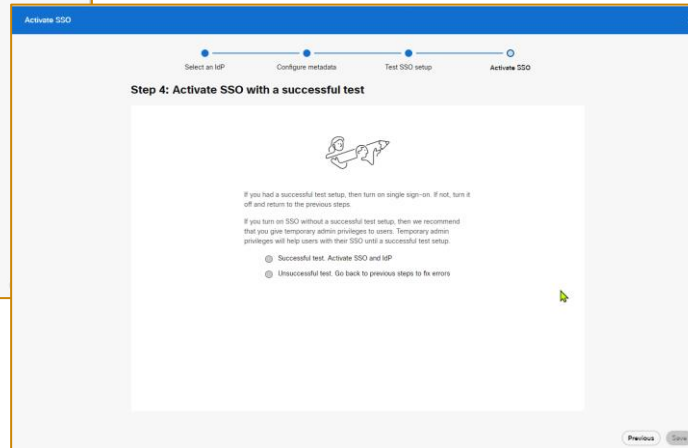 Activate SSO
Select an IdP
Configure metadata
Test SSO setup
Activate SSO
Step 4: Activate SSO with a successful test
If you had a successful test setup, then turn on single sign-on. If not, turn it
off and return to the previous steps.
If you turn on SSO without a successful test setup, then we recommend
that you give temporary admin privileges to users. Temporary admin
privileges will help users with their SSO until a successful test setup.
Successful test. Activate SSO and IdP
Unsuccessful test. Go back to previous steps to fix errors
Previous
Save